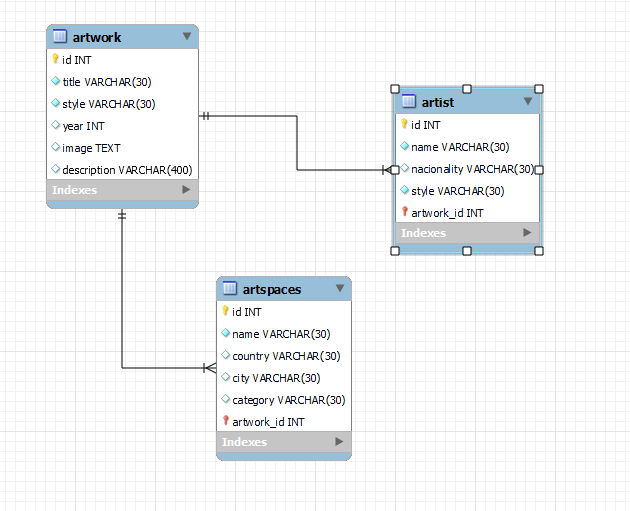 artwork
id INT
title VARCHAR(30)
style VARCHAR(30)
year INT
image TEXT
description VARCHAR(400)
Indexes
artist
id INT
name VARCHAR(30)
nacionality VARCHAR(30)
style VARCHAR(30)
artwork_id INT
Indexes
artspaces
id INT
name VARCHAR(30)
country VARCHAR(30)
city VARCHAR(30)
category VARCHAR(30)
artwork_id INT
Indexes